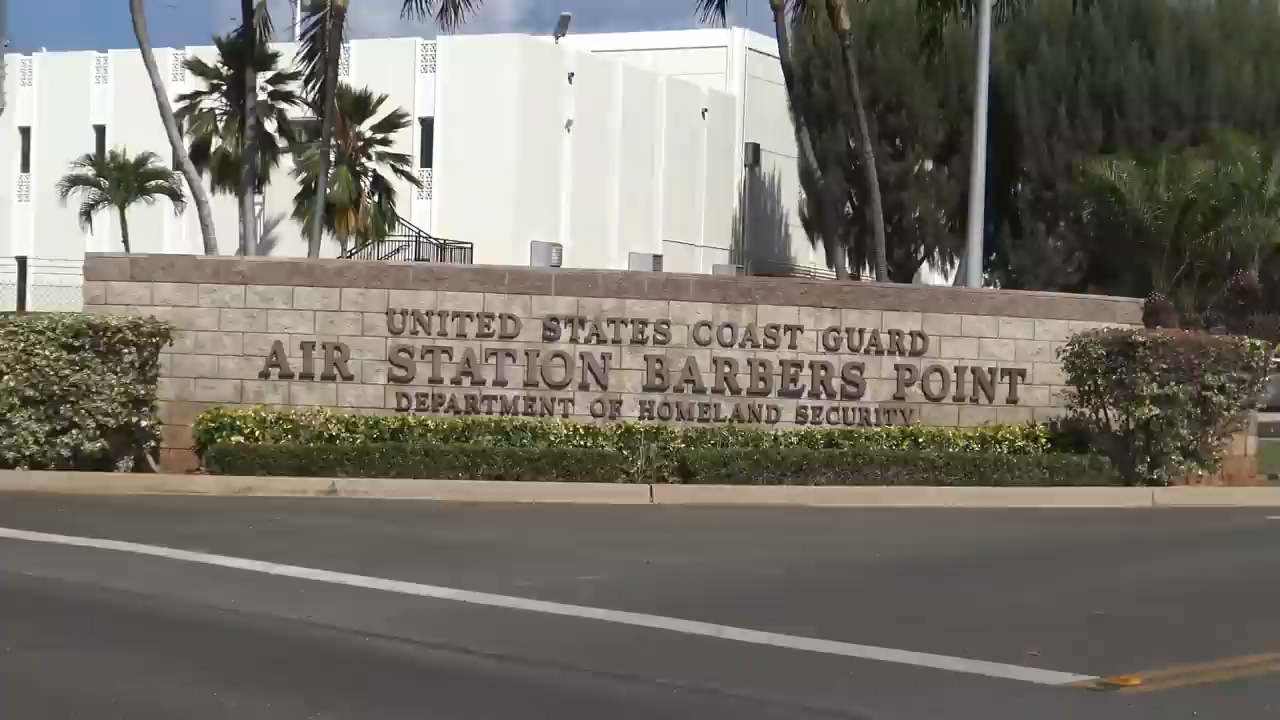 UNITED STATES COAST GUARD
AIR STATION BARBERS POINT
DEPARTMENT OF HOMELAND SECURITY